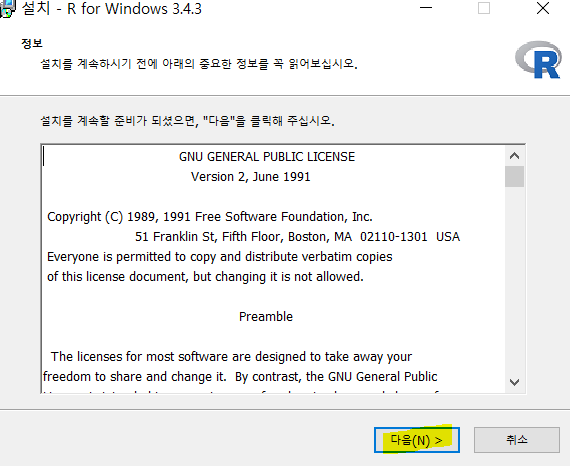 설치 - R for Windows 3.4.3
정보
설치를 계속하시기 전에 아래의 중요한 정보를 꼭 읽어보십시오.
R
설치를 계속할 준비가 되셨으면, "다음"을 클릭해 주십시오.
GNU GENERAL PUBLIC LICENSE
Version 2, June 1991
Copyright (C) 1989, 1991 Free Software Foundation, Inc.
51 Franklin St, Fifth Floor, Boston, MA  02110-1301  USA
Everyone is permitted to copy and distribute verbatim copies
of this license document, but changing it is not allowed.
Preamble
The licenses for most software are designed to take away your
freedom to share and change it.  By contrast, the GNU General Public
다음(N) >
취소